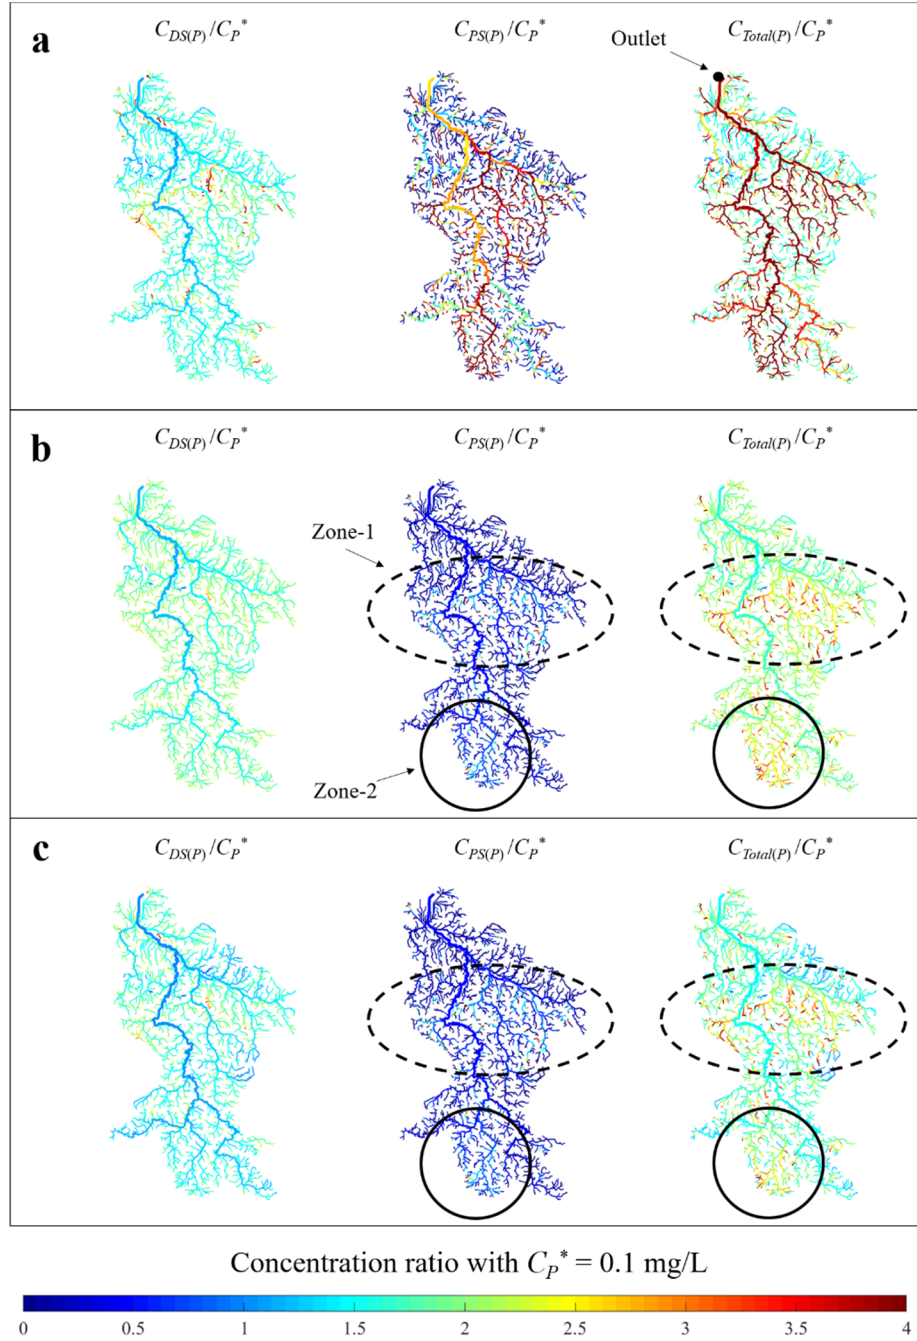 a
C_DS(P)/C_P^* C_PS(P)/C_P^* C_Total(P)/C_P^*
Outlet
b
C_DS(P)/C_P^* C_PS(P)/C_P^* C_Total(P)/C_P^*
Zone-1
Zone-2
c
C_DS(P)/C_P^* C_PS(P)/C_P^* C_Total(P)/C_P^*
Concentration ratio with C_P^* = 0.1 mg/L
0 0.5 1 1.5 2 2.5 3 3.5 4